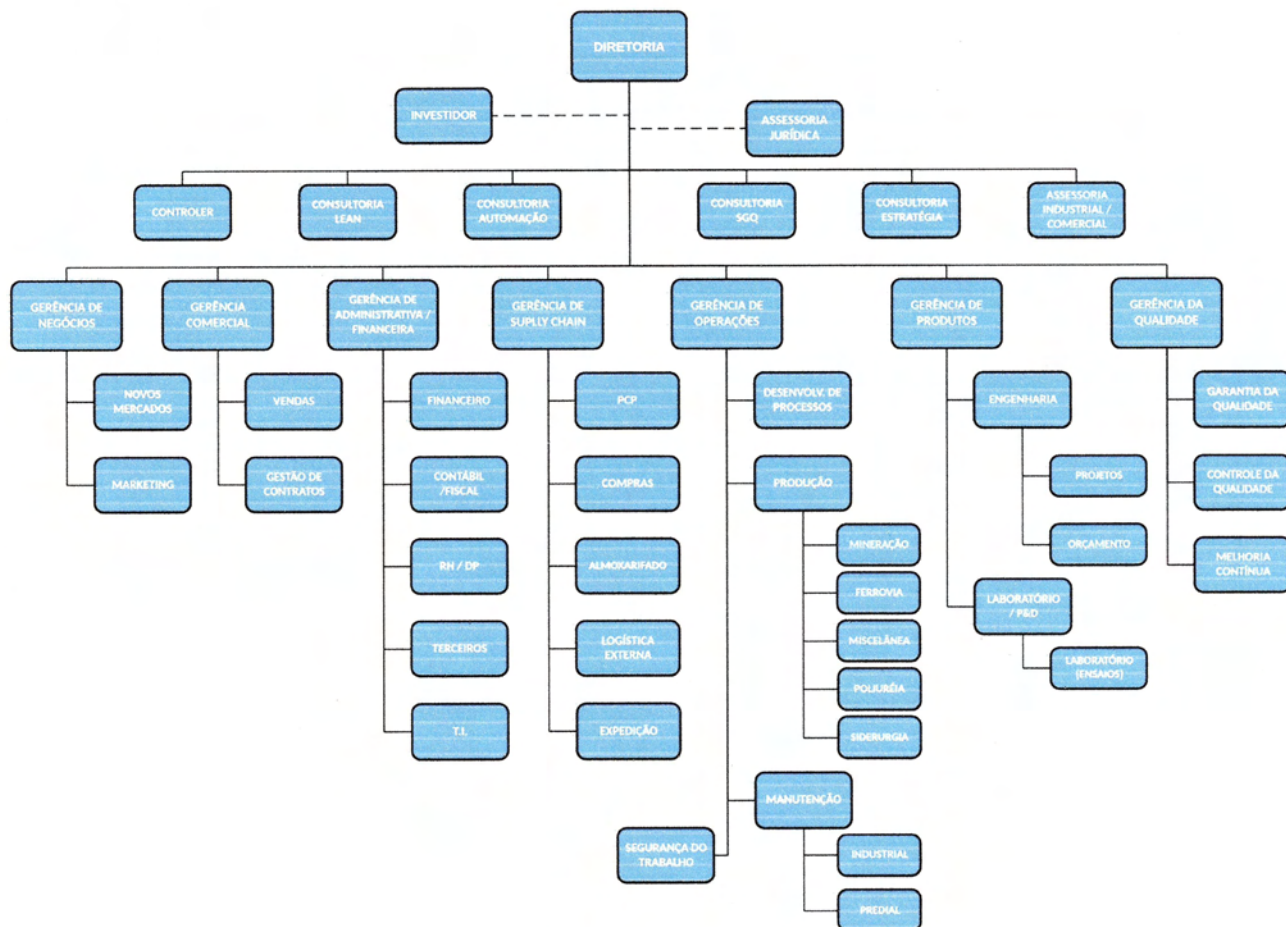 DIRETORIA
INVESTIDOR
ASSESSORIA
JURÍDICA
CONTROLER
CONSULTORIA
LEAN
CONSULTORIA
AUTOMAÇÃO
CONSULTORIA
SGQ
CONSULTORIA
ESTRATÉGIA
ASSESSORIA
INDUSTRIAL /
COMERCIAL
GERÊNCIA DE
NEGÓCIOS
GERÊNCIA
COMERCIAL
GERÊNCIA DE
ADMINISTRATIVA /
FINANCEIRA
GERÊNCIA DE
SUPLLY CHAIN
GERÊNCIA DE
OPERAÇÕES
GERÊNCIA DE
PRODUTOS
GERÊNCIA DA
QUALIDADE
NOVOS
MERCADOS
MARKETING
VENDAS
GESTÃO DE
CONTRATOS
FINANCEIRO
CONTÁBIL
/FISCAL
RH / DP
TERCEIROS
T.I.
PCP
COMPRAS
ALMOXARIFADO
LOGÍSTICA
EXTERNA
EXPEDIÇÃO
DESENVOLV. DE
PROCESSOS
PRODUÇÃO
MINERAÇÃO
FERROVIA
MISCELÂNEA
POLIURÉIA
SIDERURGIA
MANUTENÇÃO
INDUSTRIAL
PREDIAL
SEGURANÇA DO
TRABALHO
ENGENHARIA
PROJETOS
ORÇAMENTO
LABORATÓRIO
/ P&D
LABORATÓRIO
(ENSAIOS)
GARANTIA DA
QUALIDADE
CONTROLE DA
QUALIDADE
MELHORIA
CONTÍNUA